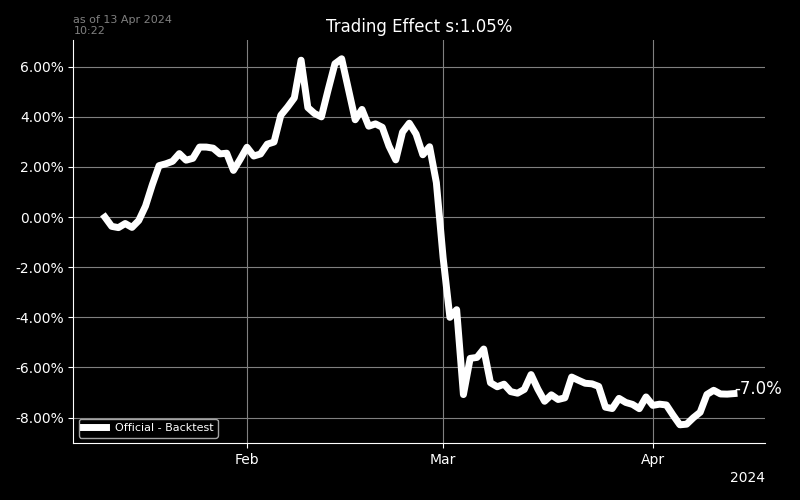 as of 13 Apr 2024
10:22
Trading Effect s:1.05%
6.00%
4.00%
2.00%
0.00%
-2.00%
-4.00%
-6.00%
-8.00%
-7.0%
Official - Backtest
Feb
Mar
Apr
2024